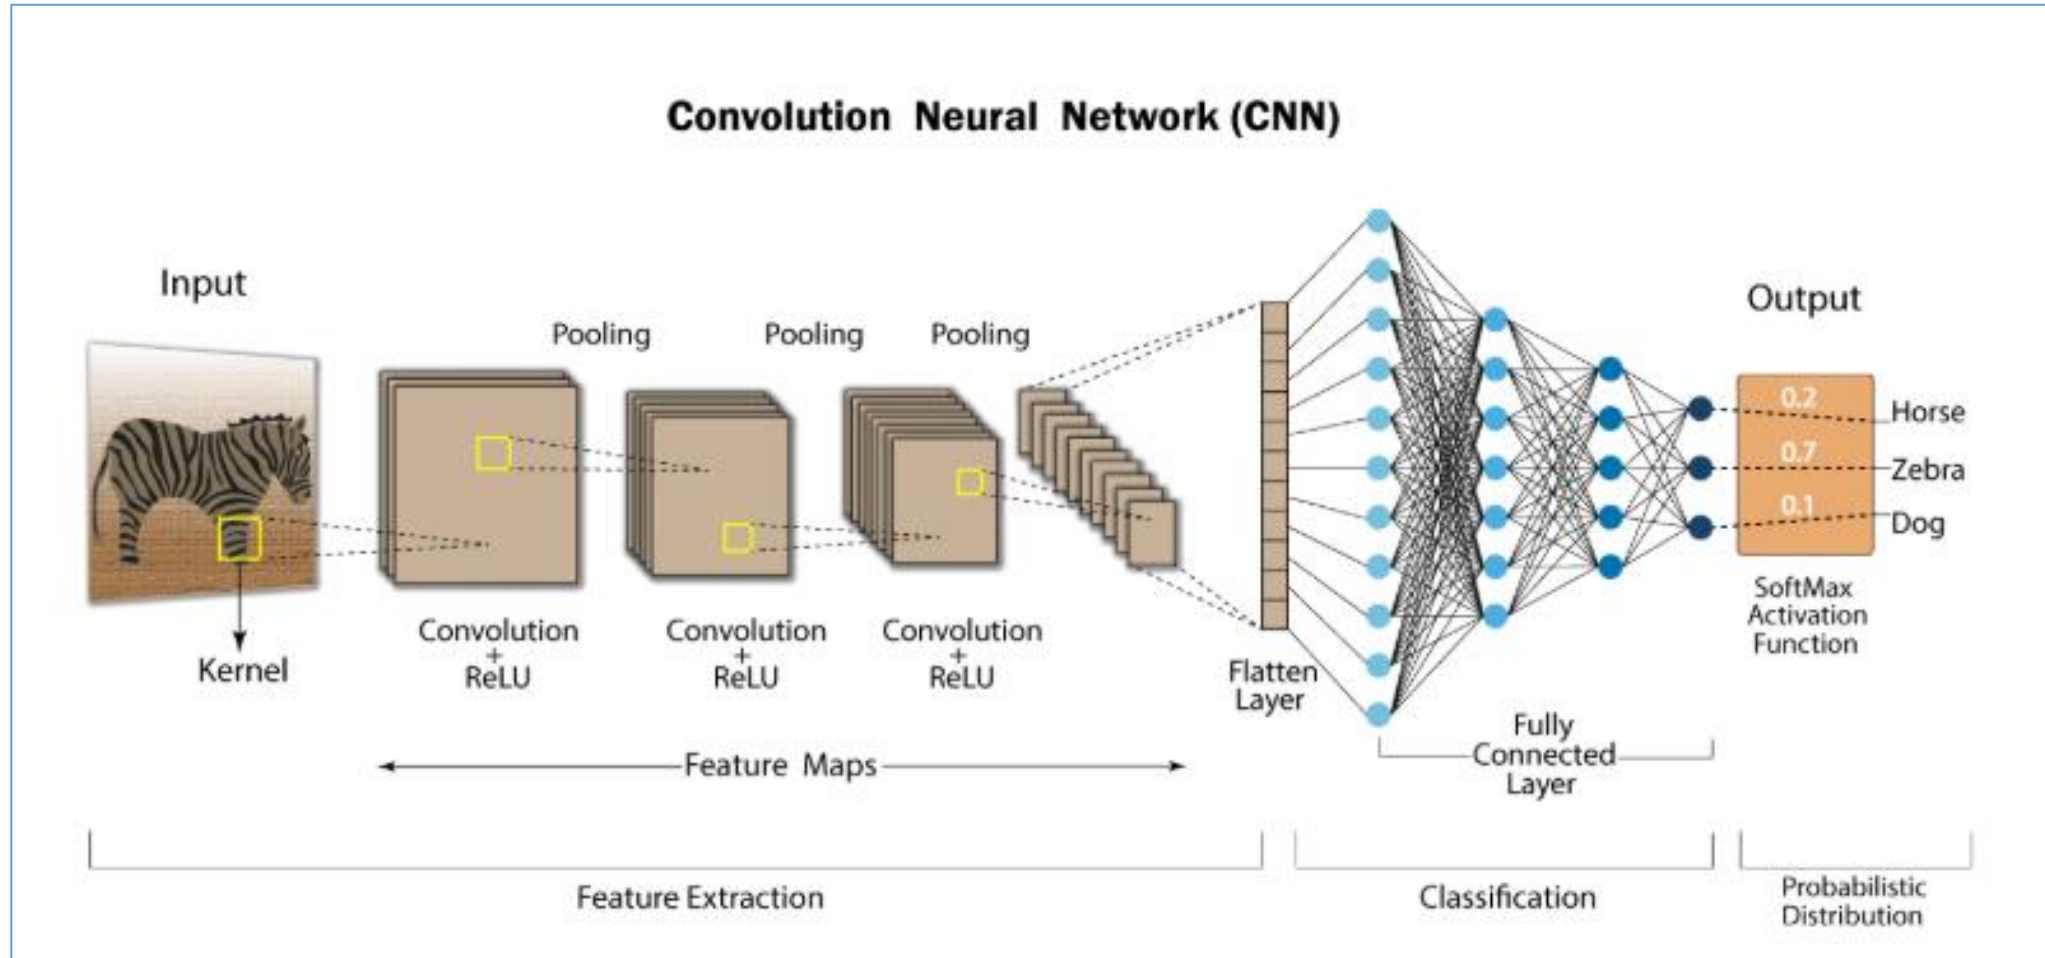 Convolution Neural Network (CNN)
Input
Kernel
Pooling
Pooling
Pooling
Convolution
+
ReLU
Convolution
+
ReLU
Convolution
+
ReLU
Feature Maps
Flatten
Layer
Fully
Connected
Layer
Output
0.2
Horse
0.7
Zebra
0.1
Dog
SoftMax
Activation
Function
Feature Extraction
Classification
Probabilistic
Distribution